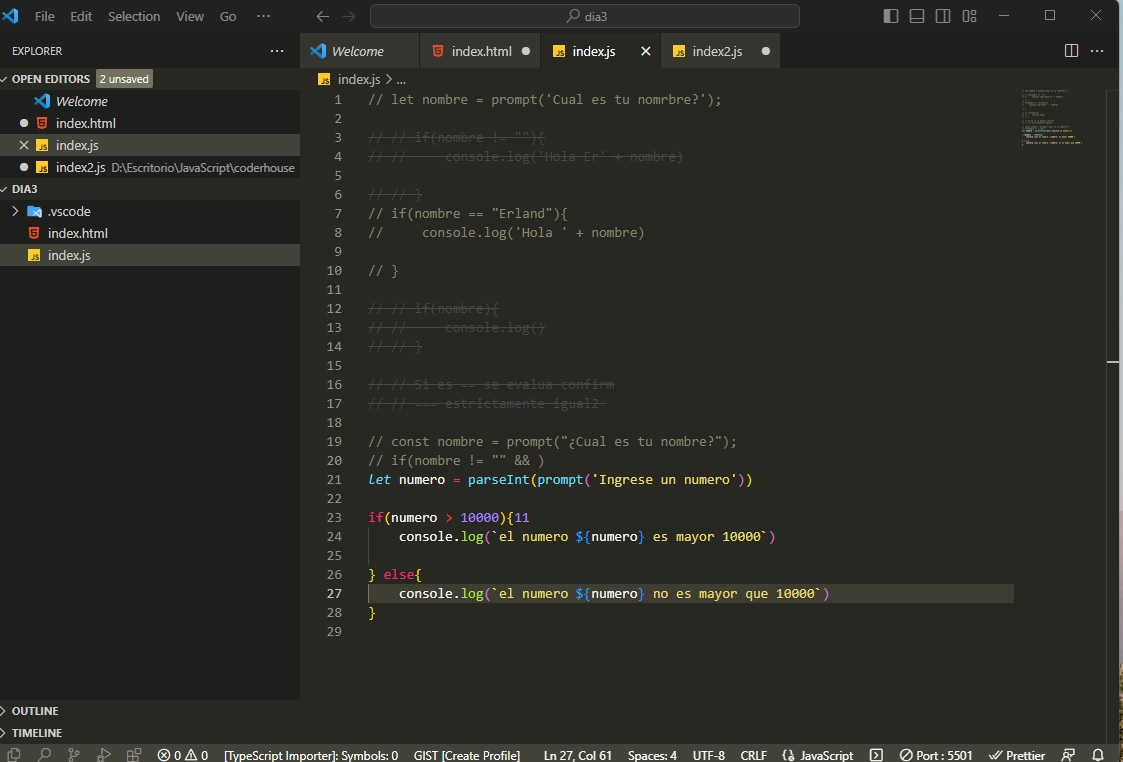 File Edit Selection View Go ··· dia3
EXPLORER ···
OPEN EDITORS 2 unsaved
Welcome
index.html
index.js
index2.js D:\Escritorio\JavaScript\coderhouse
DIA3
.vscode
index.html
index.js
OUTLINE
TIMELINE
Welcome index.html index.js index2.js
index.js > ...
1 // let nombre = prompt('Cual es tu nomrbre?');
2
3 // // if(nombre != ""){
4 // //     console.log('Hola Er' + nombre)
5
6 // // }
7 // if(nombre == "Erland"){
8 //     console.log('Hola ' + nombre)
9
10 // }
11
12 // // if(nombre){
13 // //     console.log()
14 // // }
15
16 // // Si es == se evalua confirm
17 // // === estrictamente igual2
18
19 // const nombre = prompt("¿Cual es tu nombre?");
20 // if(nombre != "" && )
21 let numero = parseInt(prompt('Ingrese un numero'))
22
23 if(numero > 10000){11
24     console.log(`el numero ${numero} es mayor 10000`)
25
26 } else{
27     console.log(`el numero ${numero} no es mayor que 10000`)
28 }
29
0 0 [TypeScript Importer]: Symbols: 0 GIST [Create Profile] Ln 27, Col 61 Spaces: 4 UTF-8 CRLF JavaScript Port : 5501 Prettier